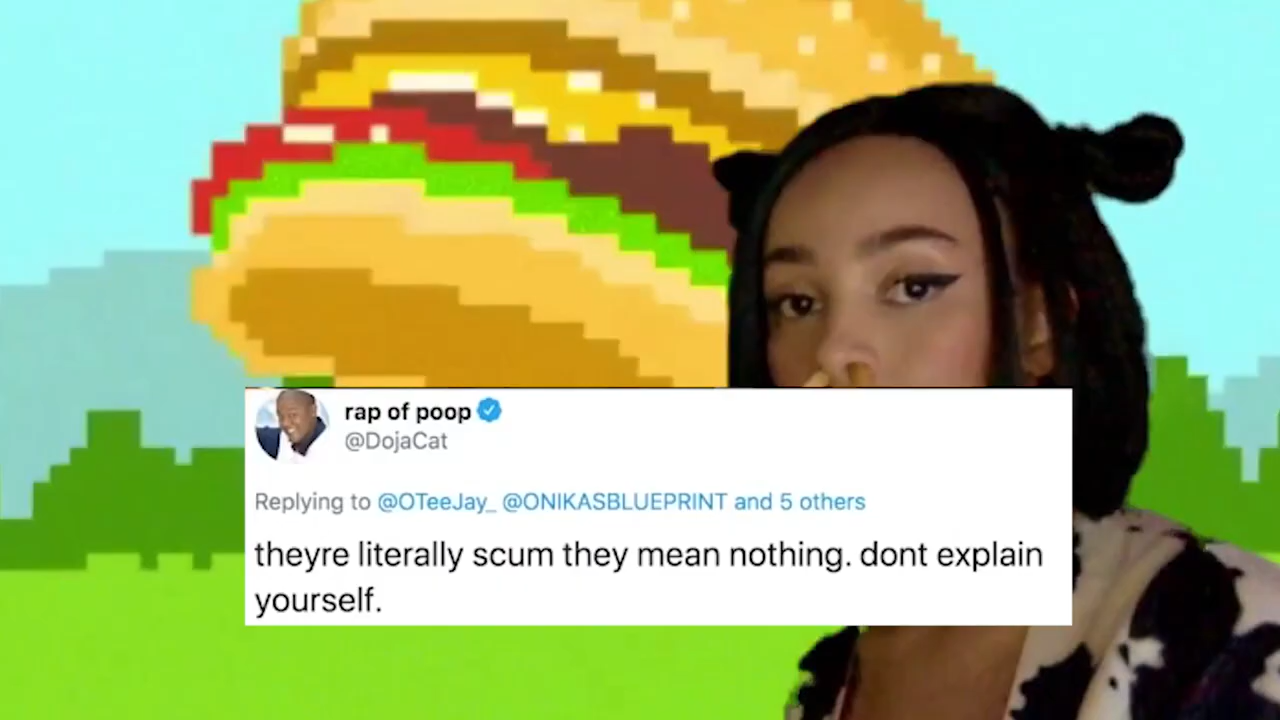 rap of poop
@DojaCat
Replying to @OTeeJay_ @ONIKASBLUEPRINT and 5 others
theyre literally scum they mean nothing. dont explain
yourself.